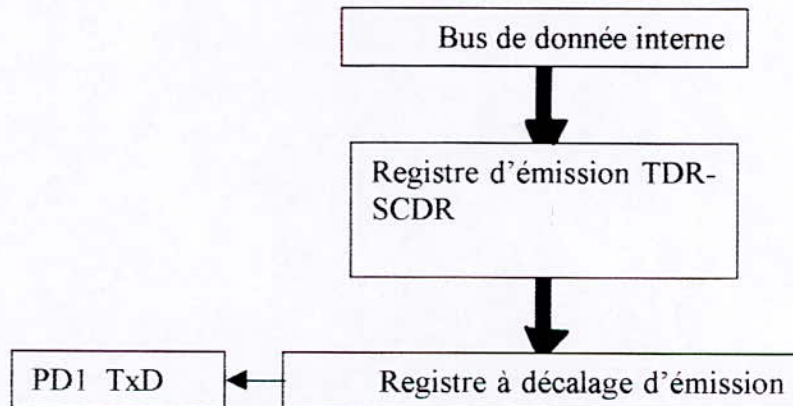 Bus de donnée interne
Registre d'émission TDR-
SCDR
PD1 TxD
Registre à décalage d'émission